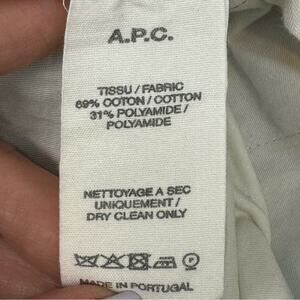 A.P.C.
TISSU / FABRIC
69% COTON / COTTON
31% POLYAMIDE /
POLYAMIDE
NETTOYAGE A SEC
UNIQUEMENT /
DRY CLEAN ONLY
P
MADE IN PORTUGAL